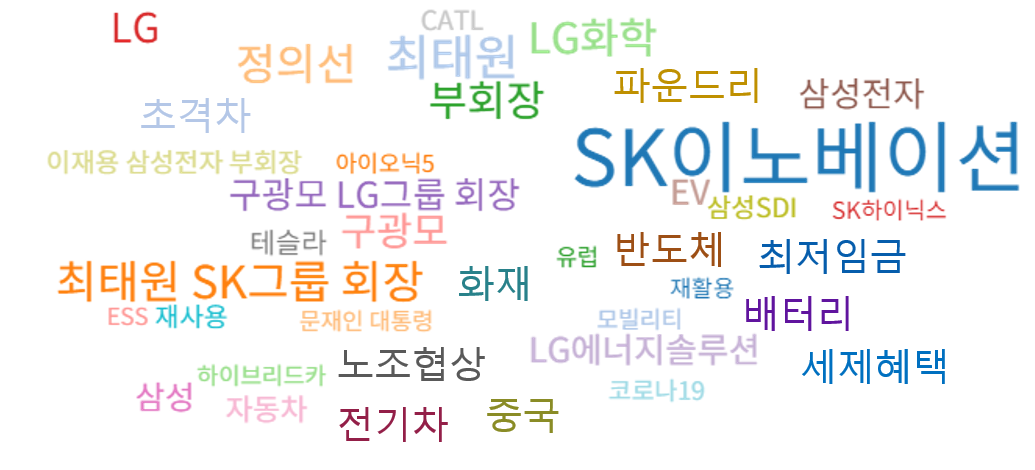 LG
CATL
정의선
최태원
LG화학
초격차
부회장
파운드리
삼성전자
SK이노베이션
이재용 삼성전자 부회장
아이오닉5
구광모 LG그룹 회장
EV
삼성SDI
SK하이닉스
테슬라
구광모
유럽
반도체
최저임금
최태원 SK그룹 회장
화재
재활용
ESS
재사용
문재인 대통령
모빌리티
배터리
노조협상
LG에너지솔루션
세제혜택
하이브리드카
삼성
자동차
코로나19
전기차
중국